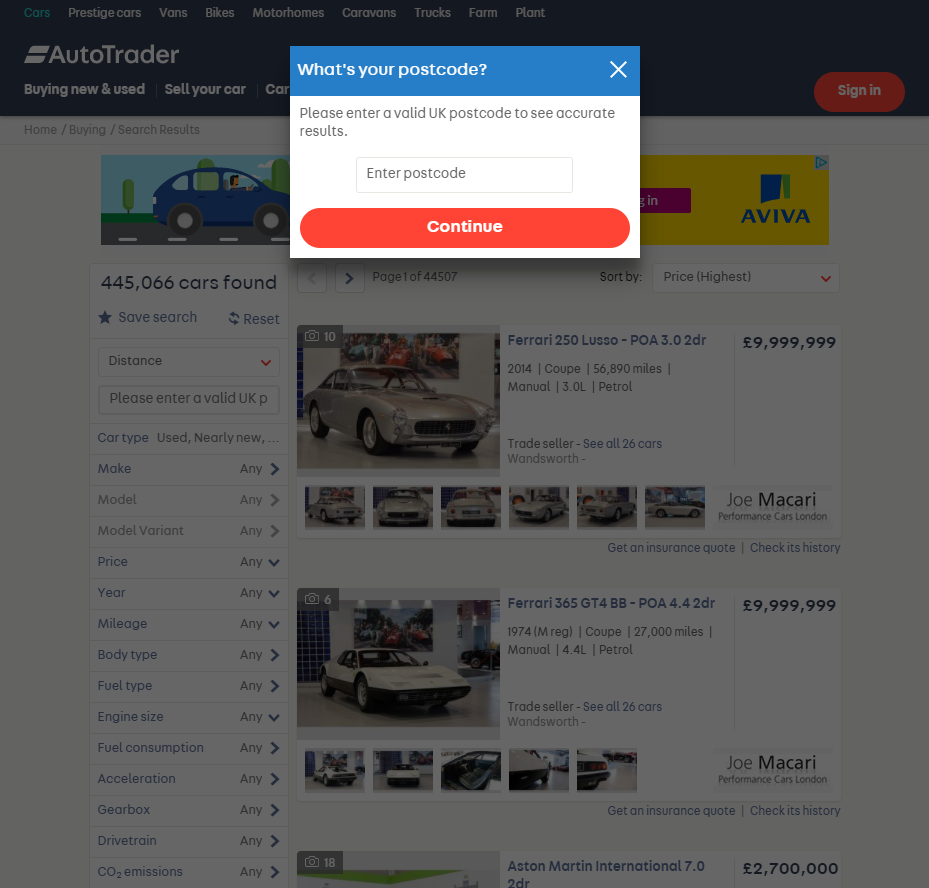 Cars Prestige cars Vans Bikes Motorhomes Caravans Trucks Farm Plant
AutoTrader
Buying new & used Sell your car Car
Sign in
What's your postcode?
Please enter a valid UK postcode to see accurate
results.
Enter postcode
Continue
Home / Buying / Search Results
g in
AVIVA
445,066 cars found
Save search Reset
Distance
Please enter a valid UK p
Car type Used, Nearly new, ...
Make Any
Model Any
Model Variant Any
Price Any
Year Any
Mileage Any
Body type Any
Fuel type Any
Engine size Any
Fuel consumption Any
Acceleration Any
Gearbox Any
Drivetrain Any
CO2 emissions Any
Page 1 of 44507
Sort by: Price (Highest)
10
Ferrari 250 Lusso - POA 3.0 2dr
£9,999,999
2014 | Coupe | 56,890 miles |
Manual | 3.0L | Petrol
Trade seller - See all 26 cars
Wandsworth -
Joe Macari
Performance Cars London
Get an insurance quote | Check its history
6
Ferrari 365 GT4 BB - POA 4.4 2dr
£9,999,999
1974 (M reg) | Coupe | 27,000 miles |
Manual | 4.4L | Petrol
Trade seller - See all 26 cars
Wandsworth -
Joe Macari
Performance Cars London
Get an insurance quote | Check its history
18
Aston Martin International 7.0
2dr
£2,700,000